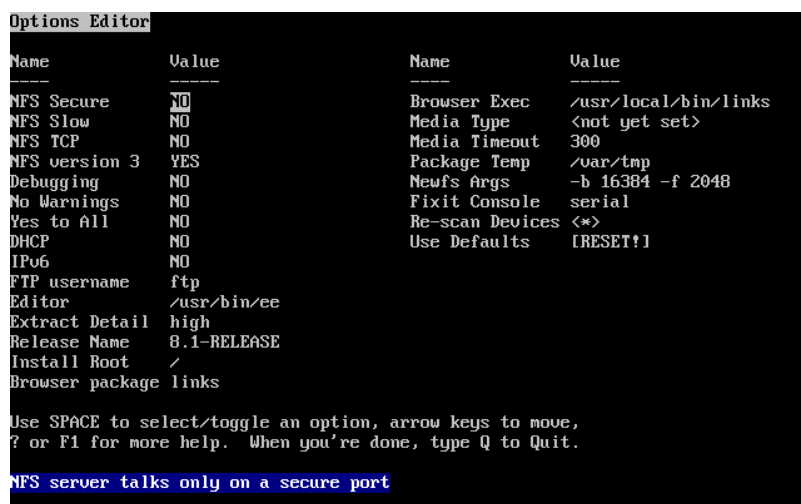 Options Editor
Name Value Name Value
---- ----- ---- -----
NFS Secure NO Browser Exec /usr/local/bin/links
NFS Slow NO Media Type <not yet set>
NFS TCP NO Media Timeout 300
NFS version 3 YES Package Temp /var/tmp
Debugging NO Newfs Args -b 16384 -f 2048
No Warnings NO Fixit Console serial
Yes to All NO Re-scan Devices <*>
DHCP NO Use Defaults [RESET!]
IPv6 NO
FTP username ftp
Editor /usr/bin/ee
Extract Detail high
Release Name 8.1-RELEASE
Install Root /
Browser package links
Use SPACE to select/toggle an option, arrow keys to move,
? or F1 for more help. When you're done, type Q to Quit.
NFS server talks only on a secure port